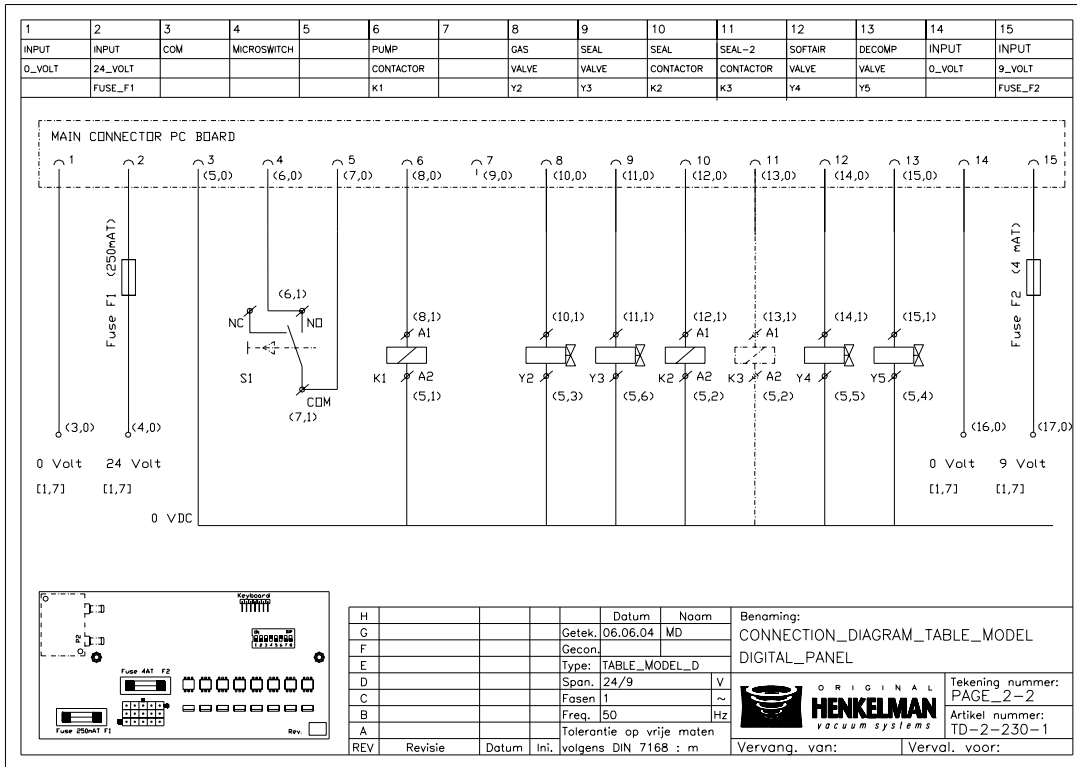 1 2 3 4 5 6 7 8 9 10 11 12 13 14 15
INPUT INPUT COM MICROSWITCH PUMP GAS SEAL SEAL SEAL-2 SOFTAIR DECOMP INPUT INPUT
0_VOLT 24_VOLT CONTACTOR VALVE VALVE CONTACTOR CONTACTOR VALVE VALVE 0_VOLT 9_VOLT
FUSE_F1 K1 Y2 Y3 K2 K3 Y4 Y5 FUSE_F2
MAIN CONNECTOR PC BOARD
1 2 3 4 5 6 7 8 9 10 11 12 13 14 15
(5,0) (6,0) (7,0) (8,0) (9,0) (10,0) (11,0) (12,0) (13,0) (14,0) (15,0)
Fuse F1 (250mAT)
Fuse F2 (4 mAT)
(6,1)
NC NO
(8,1) (10,1) (11,1) (12,1) (13,1) (14,1) (15,1)
A1 A1 A1
S1
K1 A2 Y2 Y3 K2 A2 K3 A2 Y4 Y5
(5,1) (5,3) (5,6) (5,2) (5,2) (5,5) (5,4)
COM
(7,1)
(3,0) (4,0) (16,0) (17,0)
0 Volt 24 Volt 0 Volt 9 Volt
[1,7] [1,7] [1,7] [1,7]
0 VDC
Keyboard
P2
ON
1 2 3 4 5 6 7 8
Fuse 4AT F2
Fuse 250mAT F1
Rev.
H Datum Naam
G Getek. 06.06.04 MD
F Gecon.
E Type: TABLE_MODEL_D
D Span. 24/9 V
C Fasen 1 ~
B Freq. 50 Hz
A Tolerantie op vrije maten
REV Revisie Datum Ini. volgens DIN 7168 : m
Benaming:
CONNECTION_DIAGRAM_TABLE_MODEL
DIGITAL_PANEL
ORIGINAL
HENKELMAN
vacuum systems
Tekening nummer:
PAGE_2-2
Artikel nummer:
TD-2-230-1
Vervang. van: Verval. voor: